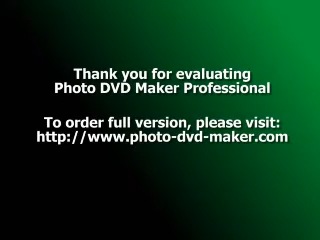 Thank you for evaluating
Photo DVD Maker Professional
To order full version, please visit:
http://www.photo-dvd-maker.com